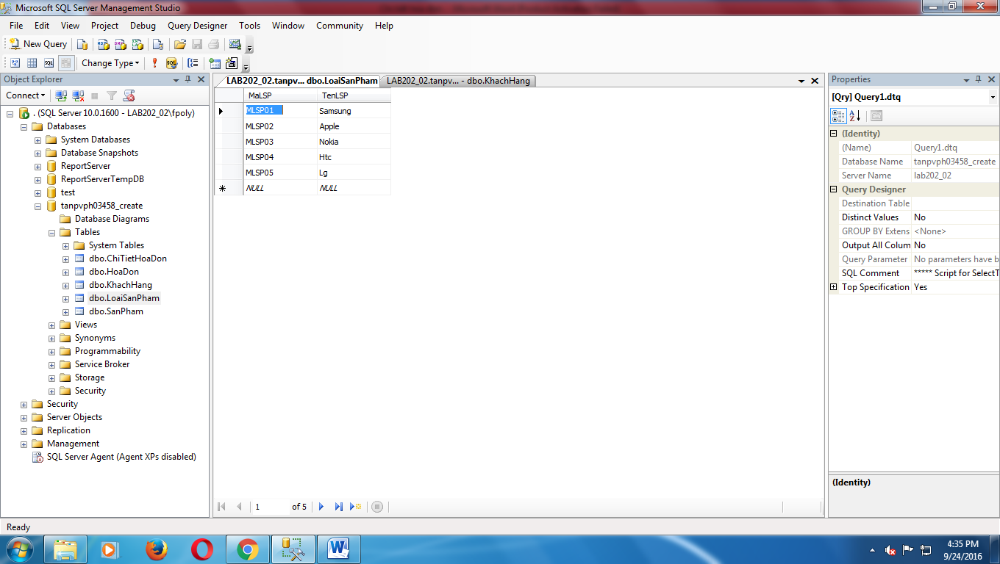 Microsoft SQL Server Management Studio
File Edit View Project Debug Query Designer Tools Window Community Help
New Query
Change Type
Object Explorer
Connect
. (SQL Server 10.0.1600 - LAB202_02\fpoly)
Databases
System Databases
Database Snapshots
ReportServer
ReportServerTempDB
test
tanpvph03458_create
Database Diagrams
Tables
System Tables
dbo.ChiTietHoaDon
dbo.HoaDon
dbo.KhachHang
dbo.LoaiSanPham
dbo.SanPham
Views
Synonyms
Programmability
Service Broker
Storage
Security
Security
Server Objects
Replication
Management
SQL Server Agent (Agent XPs disabled)
LAB202_02.tanpv... dbo.LoaiSanPham LAB202_02.tanpv... - dbo.KhachHang
MaLSP TenLSP
MLSP01 Samsung
MLSP02 Apple
MLSP03 Nokia
MLSP04 Htc
MLSP05 Lg
NULL NULL
1 of 5
Properties
[Qry] Query1.dtq
(Identity)
(Name) Query1.dtq
Database Name tanpvph03458_create
Server Name lab202_02
Query Designer
Destination Table
Distinct Values No
GROUP BY Extens <None>
Output All Colum No
Query Parameter No parameters have b
SQL Comment ***** Script for SelectT
Top Specification Yes
(Identity)
Ready
4:35 PM
9/24/2016